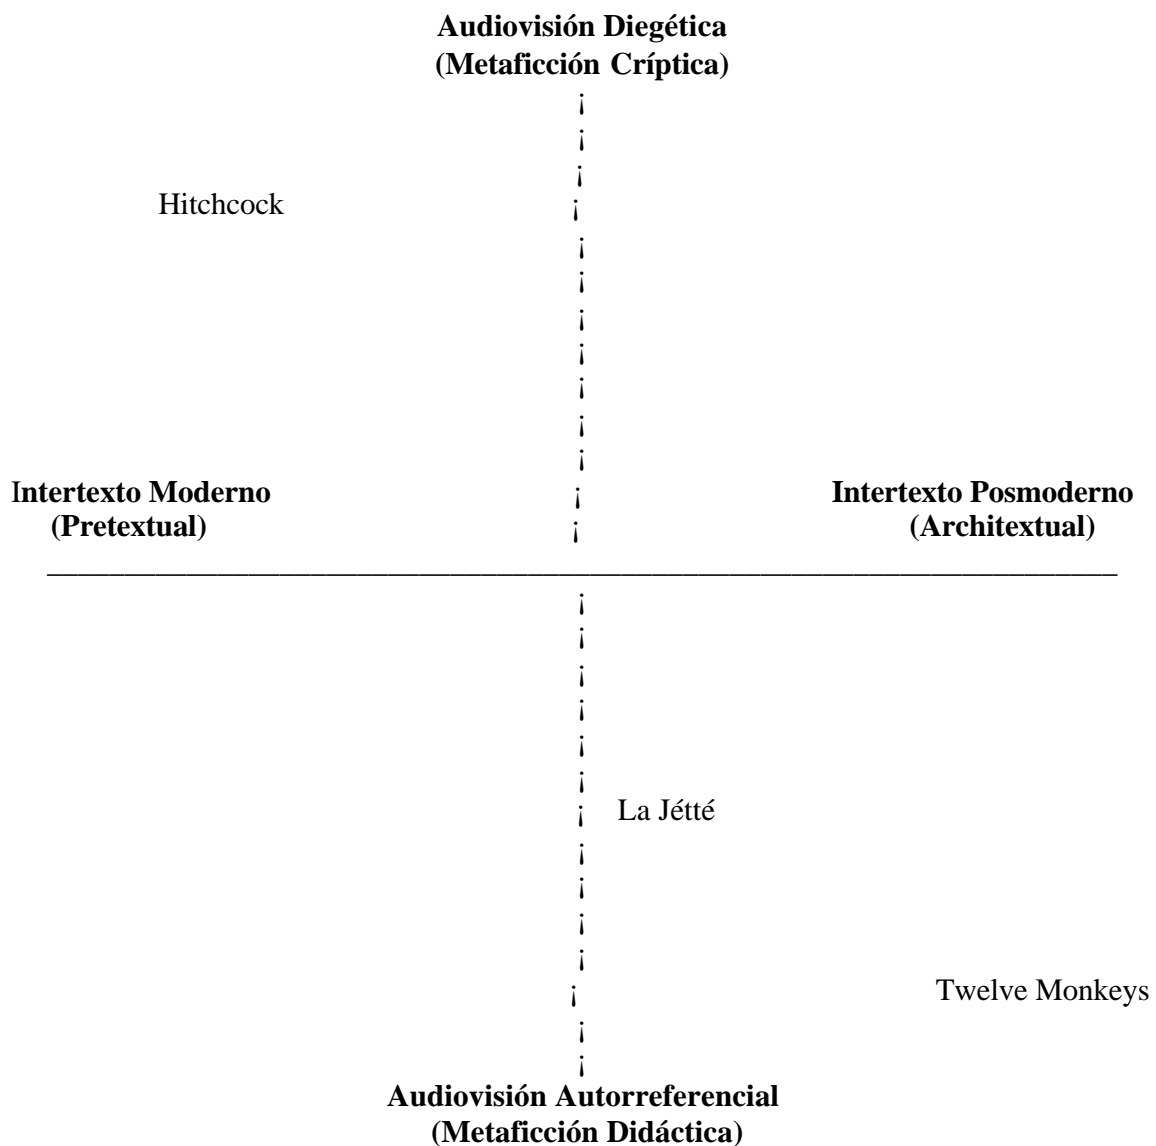 Audiovisión Diegética
(Metaficción Críptica)
Hitchcock
Intertexto Moderno
(Pretextual)
Intertexto Posmoderno
(Architextual)
La Jétté
Twelve Monkeys
Audiovisión Autorreferencial
(Metaficción Didáctica)